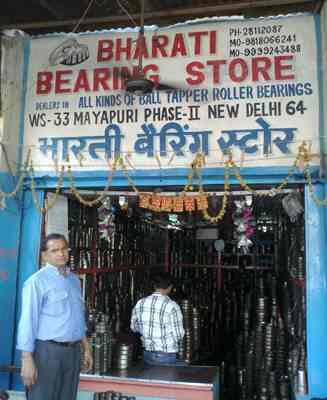 BHARATI
BEARING STORE
PH-28112087
MO-9818066241
MO-9999243488
DEALERS IN ALL KINDS OF BALL TAPPER ROLLER BEARINGS
WS-33 MAYAPURI PHASE-II NEW DELHI 64
भारती बैरिंग स्टोर